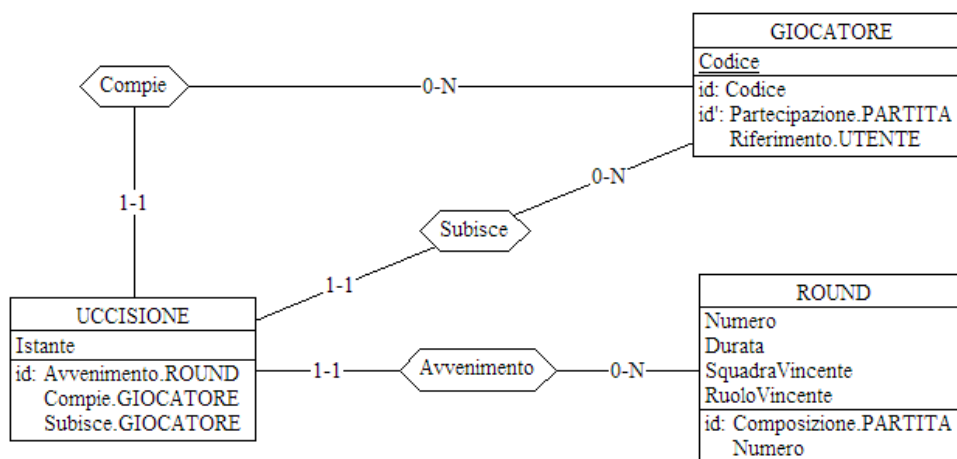 GIOCATORE
Codice
id: Codice
id': Partecipazione.PARTITA
Riferimento.UTENTE
Compie
0-N
1-1
0-N
Subisce
1-1
UCCISIONE
Istante
id: Avvenimento.ROUND
Compie.GIOCATORE
Subisce.GIOCATORE
1-1
Avvenimento
0-N
ROUND
Numero
Durata
SquadraVincente
RuoloVincente
id: Composizione.PARTITA
Numero